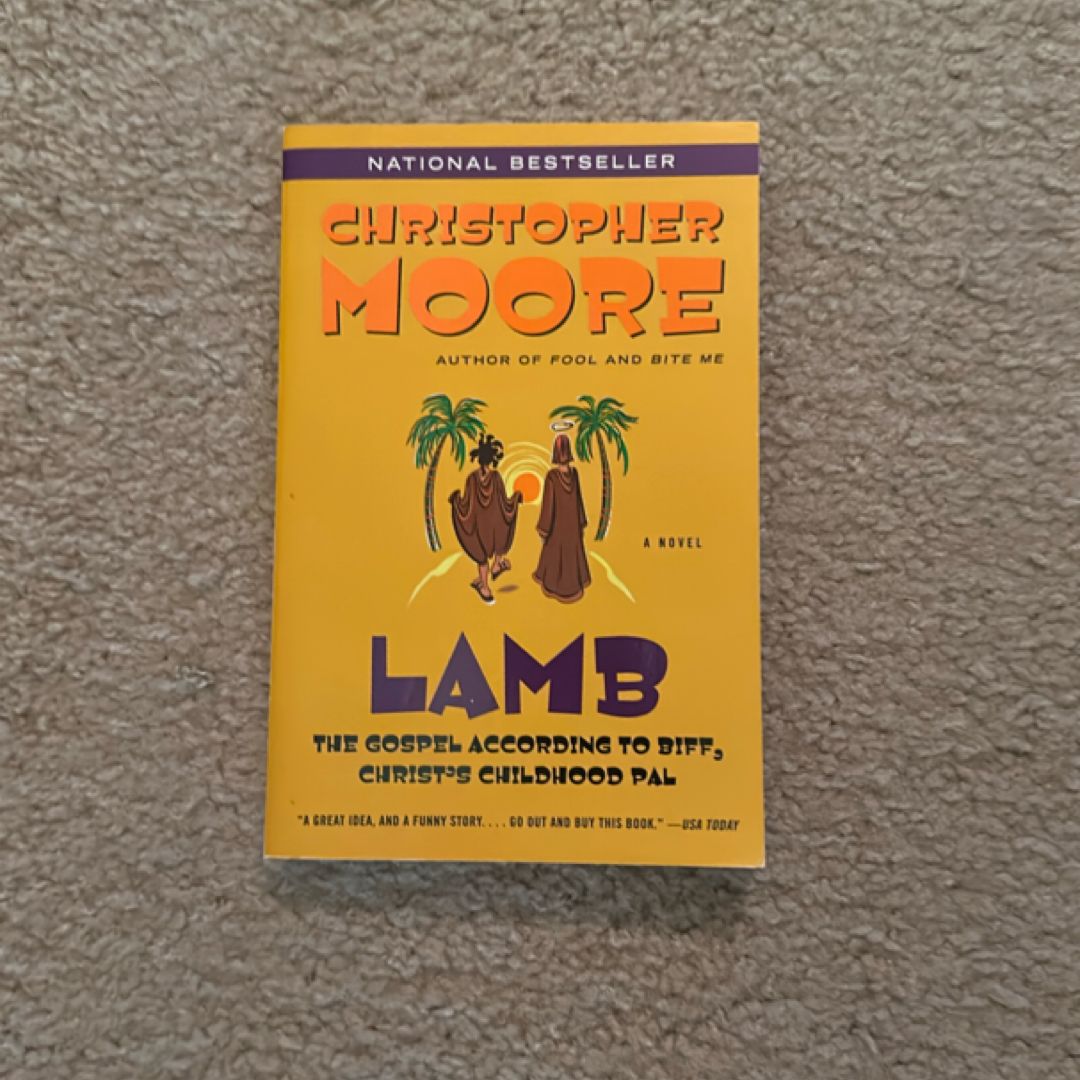 NATIONAL BESTSELLER
CHRISTOPHER
MOORE
AUTHOR OF FOOL AND BITE ME
A NOVEL
LAMB
THE GOSPEL ACCORDING TO BIFF,
CHRIST'S CHILDHOOD PAL
"A GREAT IDEA, AND A FUNNY STORY. . . . GO OUT AND BUY THIS BOOK." —USA TODAY